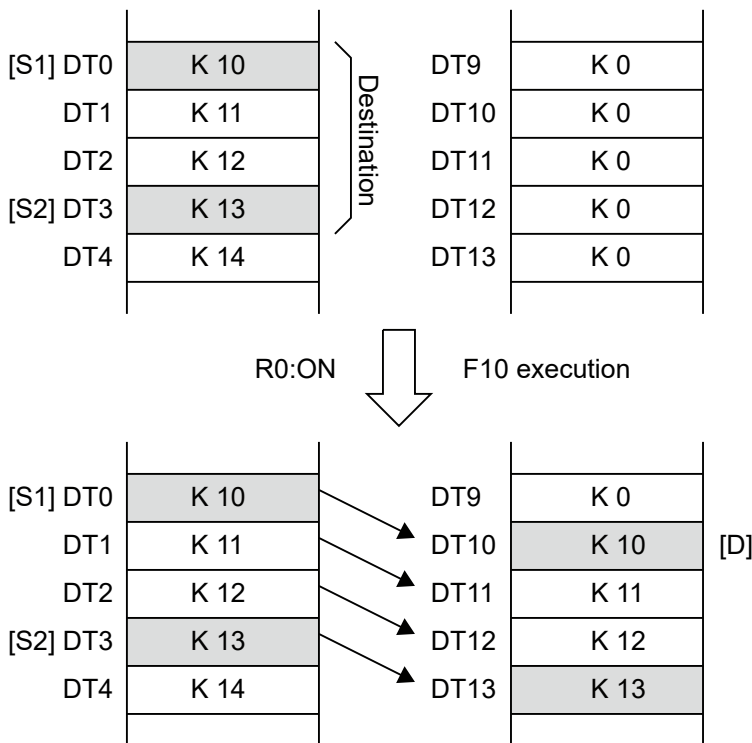 [S1] DT0 K 10 DT9 K 0
DT1 K 11 DT10 K 0
DT2 K 12 DT11 K 0
[S2] DT3 K 13 DT12 K 0
DT4 K 14 DT13 K 0
Destination
R0:ON F10 execution
[S1] DT0 K 10 DT9 K 0
DT1 K 11 DT10 K 10 [D]
DT2 K 12 DT11 K 11
[S2] DT3 K 13 DT12 K 12
DT4 K 14 DT13 K 13